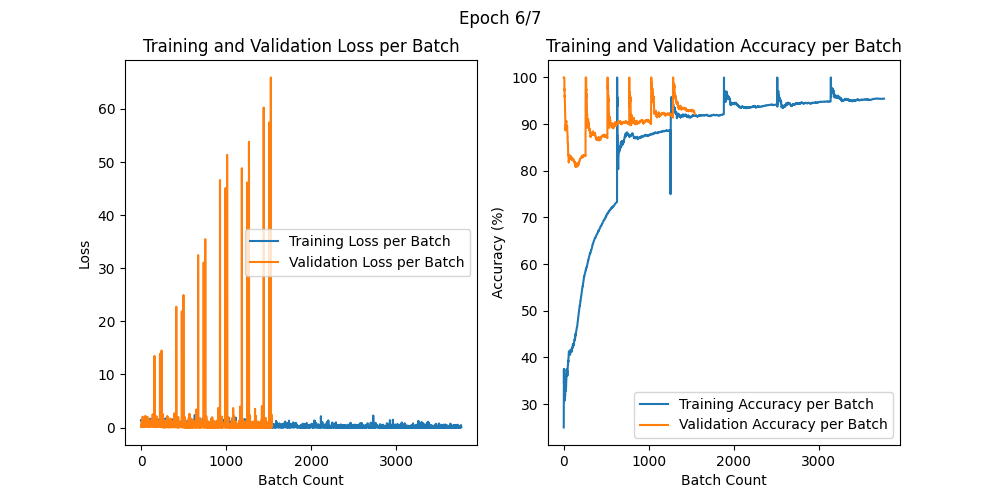 Epoch 6/7
Training and Validation Loss per Batch
Loss
60
50
40
30
20
10
0
0 1000 2000 3000
Batch Count
Training Loss per Batch
Validation Loss per Batch
Training and Validation Accuracy per Batch
Accuracy (%)
100
90
80
70
60
50
40
30
0 1000 2000 3000
Batch Count
Training Accuracy per Batch
Validation Accuracy per Batch